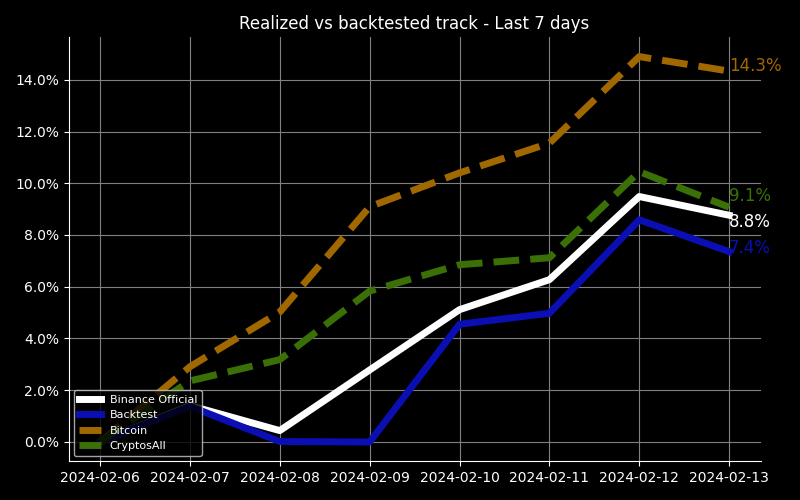 Realized vs backtested track - Last 7 days
14.0%
12.0%
10.0%
8.0%
6.0%
4.0%
2.0%
0.0%
14.3%
9.1%
8.8%
7.4%
Binance Official
Backtest
Bitcoin
CryptosAll
2024-02-06 2024-02-07 2024-02-08 2024-02-09 2024-02-10 2024-02-11 2024-02-12 2024-02-13